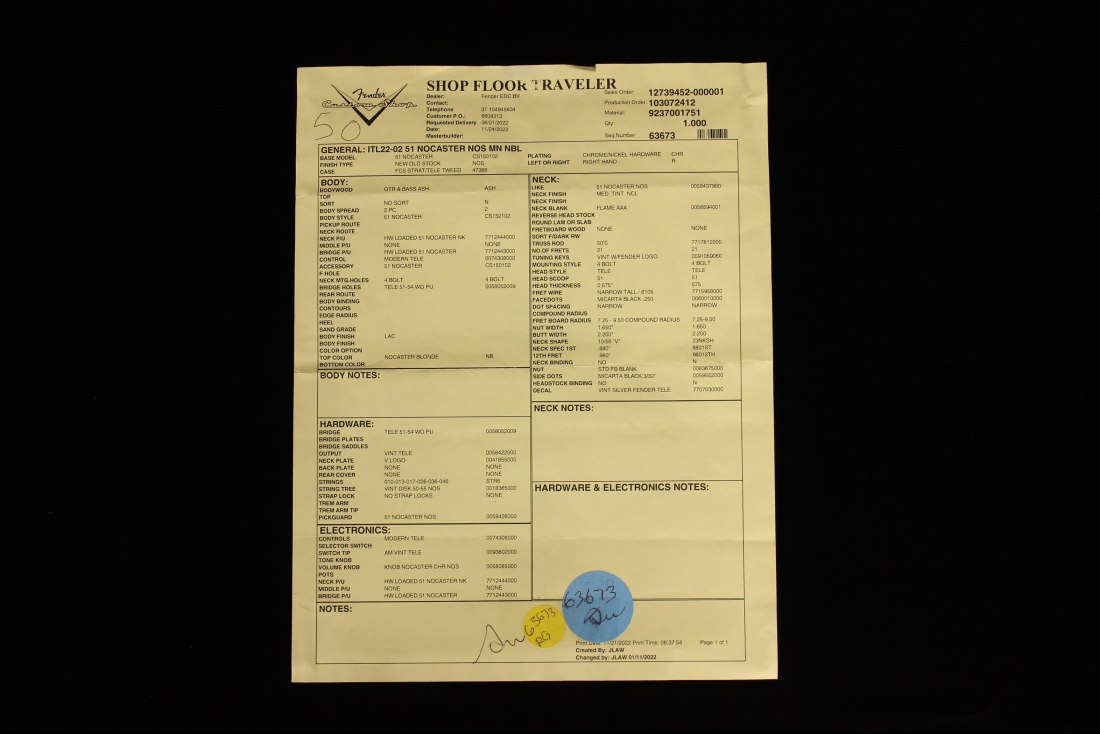 Fender
Custom Shop
50
SHOP FLOOR TRAVELER
Dealer: Fender EDC BV
Contact:
Telephone 31 104945634
Customer P.O.: 6608213
Requested Delivery 06/01/2022
Date: 11/24/2022
Masterbuilder:
Sales Order: 12739452-000001
Production Order: 103072412
Material: 9237001751
Qty: 1.000
Seq.Number 63673
GENERAL: ITL22-02 51 NOCASTER NOS MN NBL
BASE MODEL 51 NOCASTER CS150102 PLATING CHROME/NICKEL HARDWARE CHR
FINISH TYPE NEW OLD STOCK NOS LEFT OR RIGHT RIGHT HAND R
CASE FCS STRAT/TELE TWEED 47366
BODY:
BODYWOOD GTR & BASE ASH ASH
TOP
SORT NO SORT N
BODY SPREAD 2 PC 2
BODY STYLE 51 NOCASTER CS150102
PICKUP ROUTE
NECK ROUTE
NECK P/U HW LOADED 51 NOCASTER NK 7712444000
MIDDLE P/U NONE NONE
BRIDGE P/U HW LOADED 51 NOCASTER 7712443000
CONTROL MODERN TELE 0074308000
ACCESSORY 51 NOCASTER CS150102
F-HOLE
NECK MTG.HOLES 4 BOLT 4 BOLT
BRIDGE HOLES TELE 51-54 WO PU 0058052009
REAR ROUTE
BODY BINDING
CONTOURS
EDGE RADIUS
HEEL
SAND GRADE
BODY FINISH LAC
BODY FINISH
COLOR OPTION
TOP COLOR NOCASTER BLONDE NB
BOTTOM COLOR
BODY NOTES:
HARDWARE:
BRIDGE TELE 51-54 WO PU 0058052009
BRIDGE PLATES
BRIDGE SADDLES
OUTPUT VINT TELE 0058422000
NECK PLATE V LOGO 0041655000
BACK PLATE NONE NONE
REAR COVER NONE NONE
STRINGS 010-013-017-026-036-046 STR6
STRING TREE VINT DISK 50-55 NOS 0018365000
STRAP LOCK NO STRAP LOCKS NONE
TREM ARM
TREM ARM TIP
PICKGUARD 51 NOCASTER NOS 0058426000
ELECTRONICS:
CONTROLS MODERN TELE 0074308000
SELECTOR SWITCH
SWITCH TIP AM VINT TELE 0093602000
TONE KNOB
VOLUME KNOB KNOB NOCASTER CHR NOS 0058085000
POTS
NECK P/U HW LOADED 51 NOCASTER NK 7712444000
MIDDLE P/U NONE NONE
BRIDGE P/U HW LOADED 51 NOCASTER 7712443000
NECK:
LIKE 51 NOCASTER NOS 0058437980
NECK FINISH MED_TINT NCL
NECK FINISH
NECK BLANK FLAME AAA 0058594001
REVERSE HEAD STOCK
ROUND LAM OR SLAB
FRETBOARD WOOD NONE NONE
SORT F/DARK RW
TRUSS ROD 50'S 7717812000
NO.OF FRETS 21 21
TUNING KEYS VINT W/FENDER LOGO 0091059060
MOUNTING STYLE 4 BOLT 4 BOLT
HEAD STYLE TELE TELE
HEAD SCOOP 51 51
HEAD THICKNESS 0.575" 575
FRET WIRE NARROW TALL / 6105 7715958000
FACEDOTS MICARTA BLACK .250 0060010000
DOT SPACING NARROW NARROW
COMPOUND RADIUS
FRET BOARD RADIUS 7.25 - 9.50 COMPOUND RADIUS 7.25-9.50
NUT WIDTH 1.650" 1.650
BUTT WIDTH 2.200" 2.200
NECK SHAPE 10/56 "V" 23NKSH
NECK SPEC 1ST .880" 8801ST
12TH FRET .980" 98012TH
NECK BINDING NO N
NUT STD FB BLANK 0083675000
SIDE DOTS MICARTA BLACK 3/32" 0059652000
HEADSTOCK BINDING NO N
DECAL VINT SILVER FENDER TELE 7707030000
NECK NOTES:
HARDWARE & ELECTRONICS NOTES:
NOTES:
63673
PG
63673
Print Date: 11/21/2022 Print Time: 06:37:54 Page 1 of 1
Created By: JLAW
Changed by: JLAW 01/11/2022